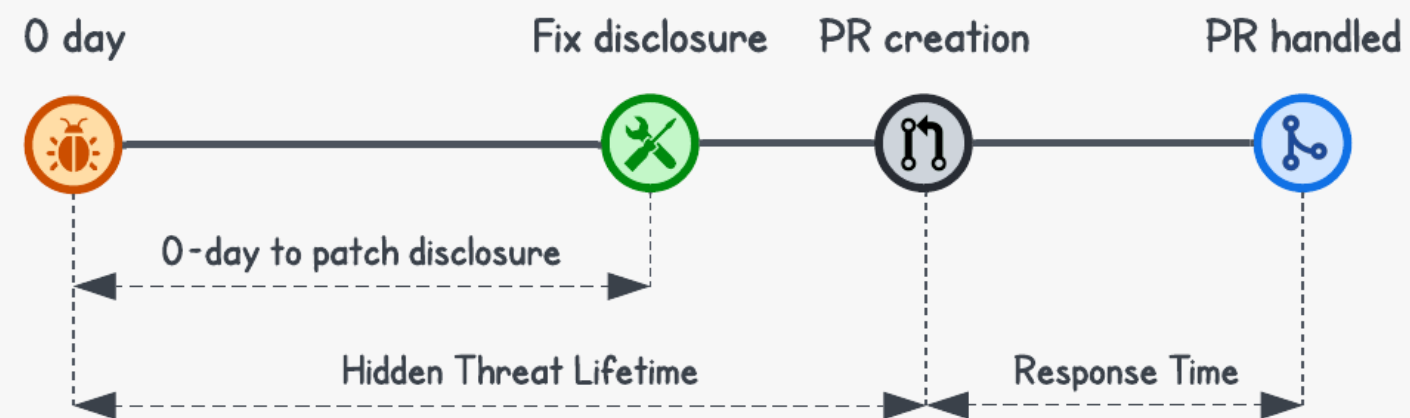 0 day
Fix disclosure
PR creation
PR handled
0-day to patch disclosure
Hidden Threat Lifetime
Response Time